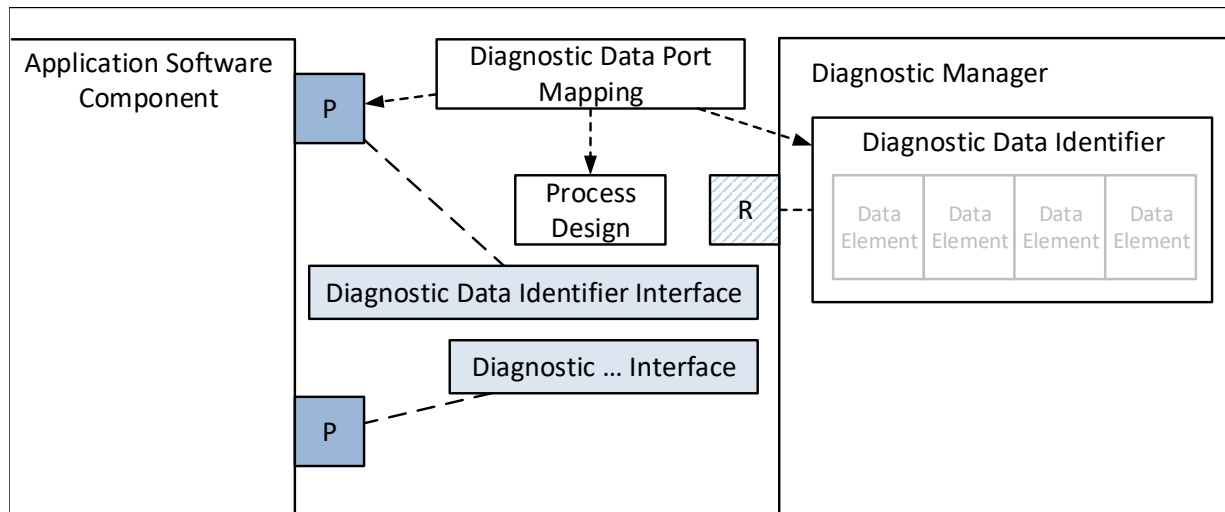 Application Software
Component
P
Diagnostic Data Port
Mapping
Process
Design
R
Diagnostic Data Identifier Interface
Diagnostic ... Interface
P
Diagnostic Manager
Diagnostic Data Identifier
Data
Element
Data
Element
Data
Element
Data
Element